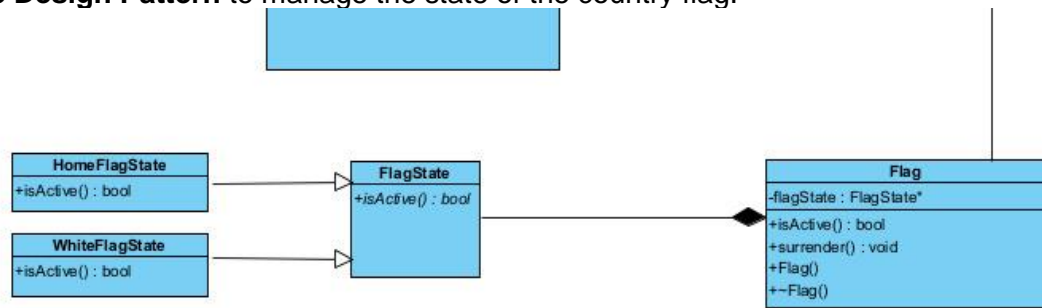 Design Pattern to manage the state of the country flag.
HomeFlagState
+isActive() : bool
WhiteFlagState
+isActive() : bool
FlagState
+isActive() : bool
Flag
-flagState : FlagState*
+isActive() : bool
+surrender() : void
+Flag()
+~Flag()